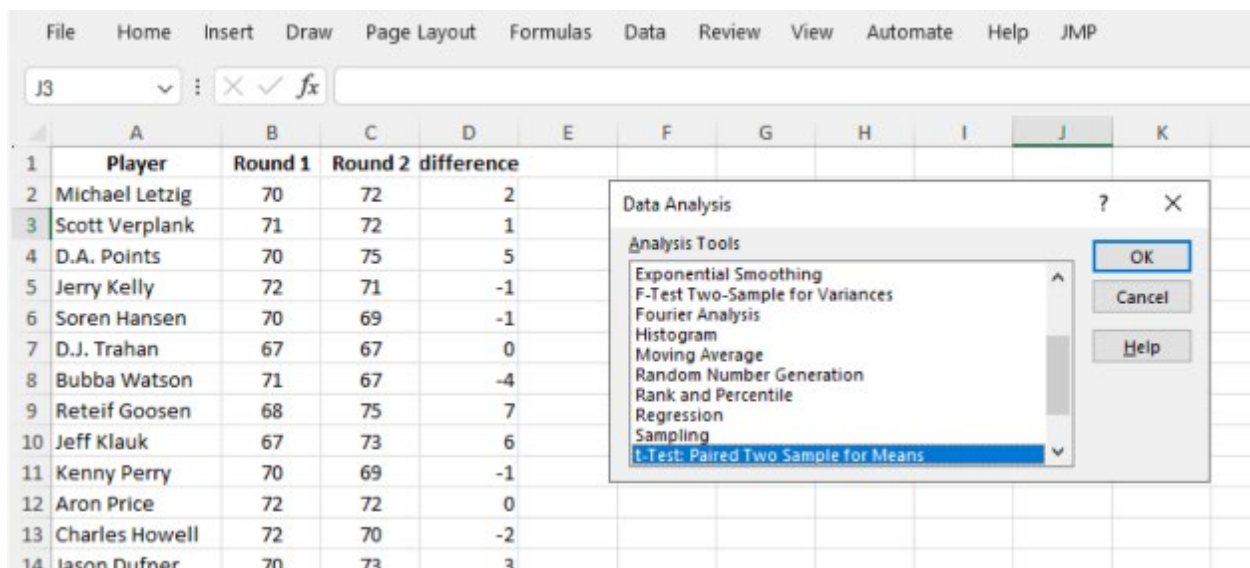 File Home Insert Draw Page Layout Formulas Data Review View Automate Help JMP
J3 fx
A B C D E F G H I J K
1 Player Round 1 Round 2 difference
2 Michael Letzig 70 72 2
3 Scott Verplank 71 72 1
4 D.A. Points 70 75 5
5 Jerry Kelly 72 71 -1
6 Soren Hansen 70 69 -1
7 D.J. Trahan 67 67 0
8 Bubba Watson 71 67 -4
9 Reteif Goosen 68 75 7
10 Jeff Klauk 67 73 6
11 Kenny Perry 70 69 -1
12 Aron Price 72 72 0
13 Charles Howell 72 70 -2
14 Jason Dufner 70 73 3
Data Analysis ?
Analysis Tools
Exponential Smoothing
F-Test Two-Sample for Variances
Fourier Analysis
Histogram
Moving Average
Random Number Generation
Rank and Percentile
Regression
Sampling
t-Test: Paired Two Sample for Means
OK
Cancel
Help